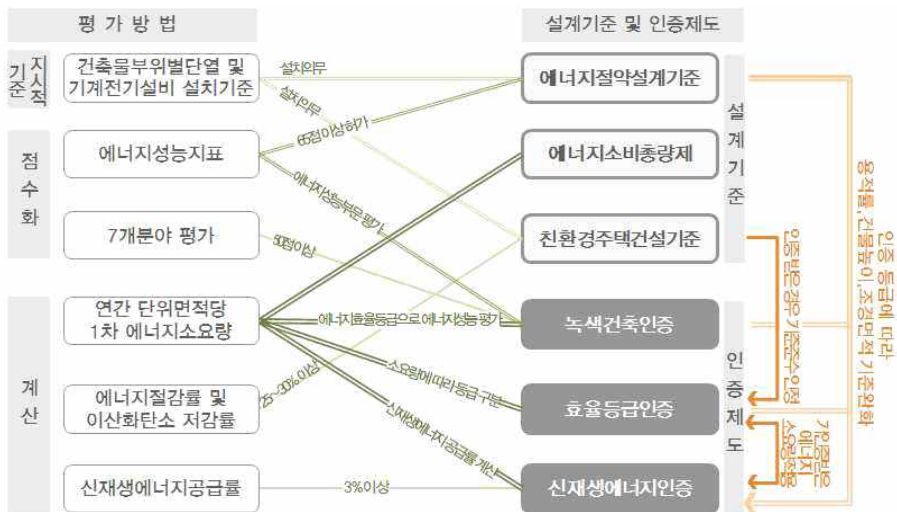 평 가 방 법
설계기준 및 인증제도
지시적
기준
건축물부위별단열 및
기계전기설비 설치기준
설치의무
설치의무
에너지절약설계기준
점
수
화
에너지성능지표
65점 이상 허가
에너지성능부문 평가
에너지소비총량제
7개분야 평가
50점 이상
친환경주택건설기준
설
계
기
준
계
산
연간 단위면적당
1차 에너지소요량
에너지효율등급으로 에너지성능 평가
녹색건축인증
에너지절감률 및
이산화탄소 저감률
25~30% 이상
소요량에 따라 등급 구분
효율등급인증
신재생에너지공급률
신재생에너지공급률 계산
3% 이상
신재생에너지인증
인
증
제
도
인증받은 경우 기준준수 인정
인증 등급에 따라
용적률, 건물높이, 조경면적 기준완화
에너지